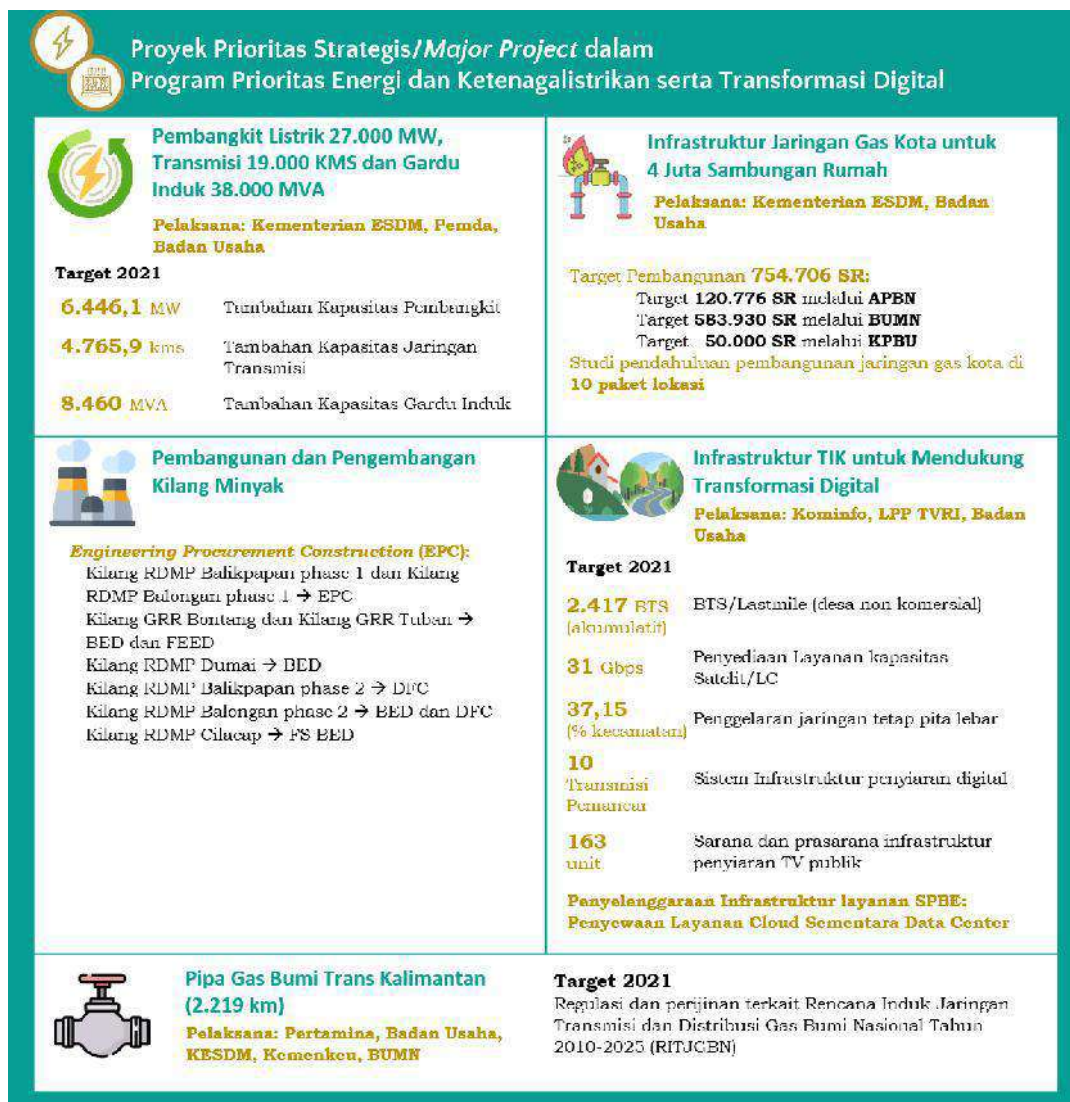 Proyek Prioritas Strategis/Major Project dalam
Program Prioritas Energi dan Ketenagalistrikan serta Transformasi Digital
Pembangkit Listrik 27.000 MW,
Transmisi 19.000 KMS dan Gardu
Induk 38.000 MVA
Pelaksana: Kementerian ESDM, Pemda,
Badan Usaha
Target 2021
6.446,1 MW Tambahan Kapasitas Pembangkit
4.765,9 kms Tambahan Kapasitas Jaringan
Transmisi
8.460 MVA Tambahan Kapasitas Gardu Induk
Infrastruktur Jaringan Gas Kota untuk
4 Juta Sambungan Rumah
Pelaksana: Kementerian ESDM, Badan
Usaha
Target Pembangunan 754.706 SR:
Target 120.776 SR melalui APBN
Target 583.930 SR melalui BUMN
Target 50.000 SR melalui KPBU
Studi pendahuluan pembangunan jaringan gas kota di
10 paket lokasi
Pembangunan dan Pengembangan
Kilang Minyak
Engineering Procurement Construction (EPC):
Kilang RDMP Balikpapan phase 1 dan Kilang
RDMP Balongan phase 1 → EPC
Kilang GRR Bontang dan Kilang GRR Tuban →
BED dan FEED
Kilang RDMP Dumai → BED
Kilang RDMP Balikpapan phase 2 → DFC
Kilang RDMP Balongan phase 2 → BED dan DFC
Kilang RDMP Cilacap → FS BED
Infrastruktur TIK untuk Mendukung
Transformasi Digital
Pelaksana: Kominfo, LPP TVRI, Badan
Usaha
Target 2021
2.417 BTS BTS/Lastmile (desa non komersial)
(akumulatif)
31 Gbps Penyediaan Layanan kapasitas
Satelit/LC
37,15 Penggelaran jaringan tetap pita lebar
(% kecamatan)
10
Transmisi Sistem Infrastruktur penyiaran digital
Pemancar
163 Sarana dan prasarana infrastruktur
unit penyiaran TV publik
Penyelenggaraan Infrastruktur layanan SPBE:
Penyewaan Layanan Cloud Sementara Data Center
Pipa Gas Bumi Trans Kalimantan
(2.219 km)
Pelaksana: Pertamina, Badan Usaha,
KESDM, Kemenkeu, BUMN
Target 2021
Regulasi dan perijinan terkait Rencana Induk Jaringan
Transmisi dan Distribusi Gas Bumi Nasional Tahun
2010-2025 (RITJGBN)